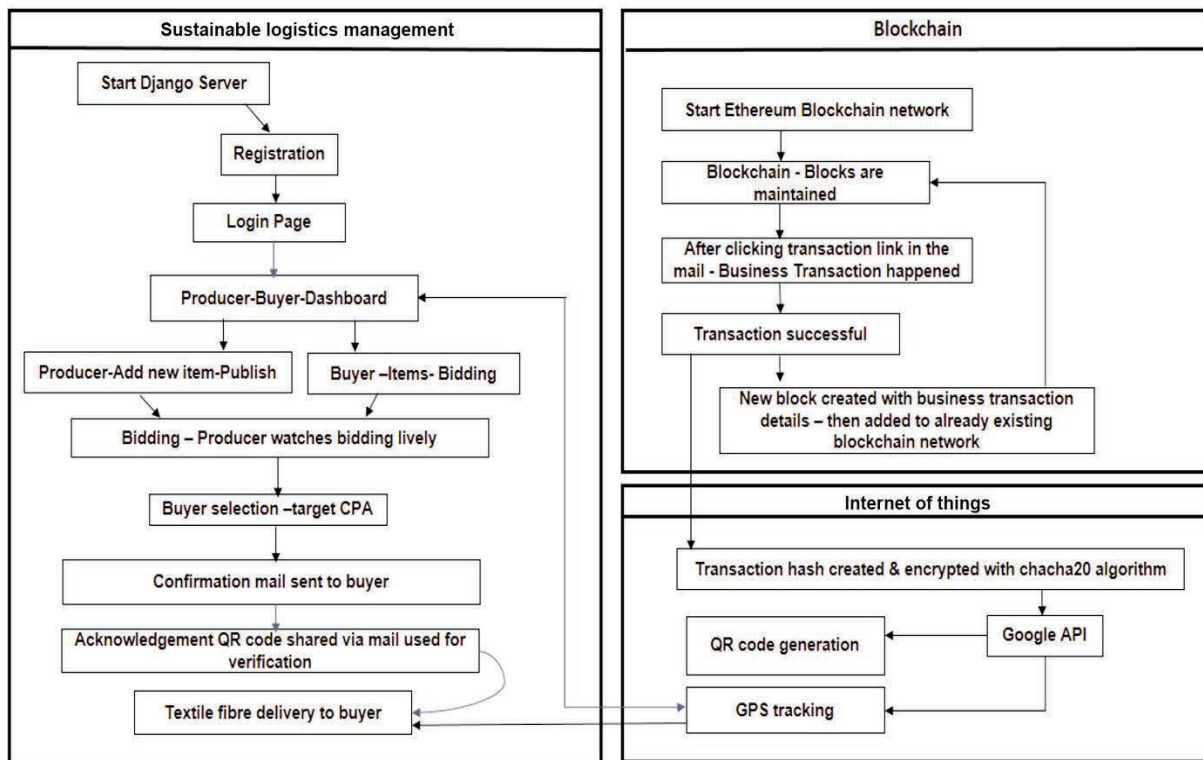 Sustainable logistics management
Start Django Server
Registration
Login Page
Producer-Buyer-Dashboard
Producer-Add new item-Publish
Buyer –Items- Bidding
Bidding – Producer watches bidding lively
Buyer selection –target CPA
Confirmation mail sent to buyer
Acknowledgement QR code shared via mail used for
verification
Textile fibre delivery to buyer
Blockchain
Start Ethereum Blockchain network
Blockchain - Blocks are
maintained
After clicking transaction link in the
mail - Business Transaction happened
Transaction successful
New block created with business transaction
details – then added to already existing
blockchain network
Internet of things
Transaction hash created & encrypted with chacha20 algorithm
Google API
QR code generation
GPS tracking